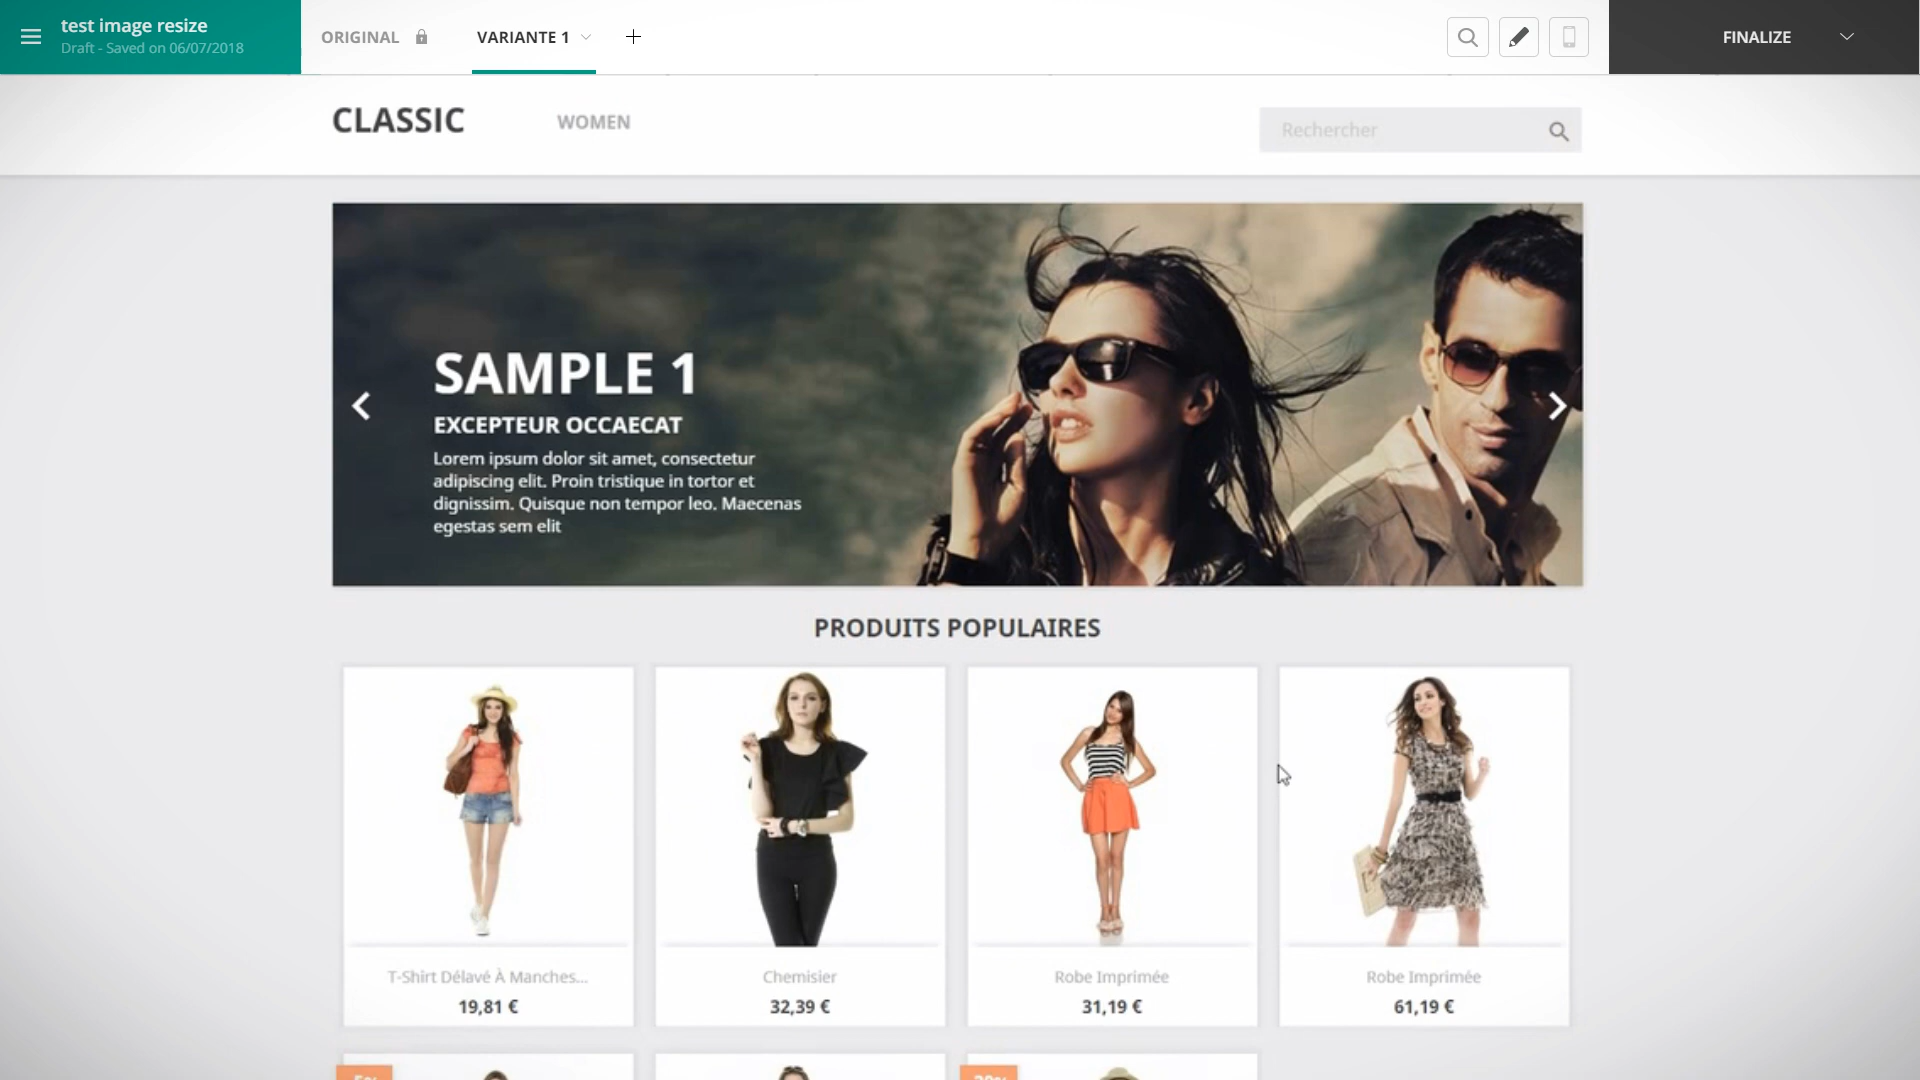 test image resize
Draft - Saved on 06/07/2018
ORIGINAL
VARIANTE 1
FINALIZE
CLASSIC
WOMEN
Rechercher
SAMPLE 1
EXCEPTEUR OCCAECAT
Lorem ipsum dolor sit amet, consectetur
adipiscing elit. Proin tristique in tortor et
dignissim. Quisque non tempor leo. Maecenas
egestas sem elit
PRODUITS POPULAIRES
T-Shirt Délavé À Manches...
19,81 €
Chemisier
32,39 €
Robe Imprimée
31,19 €
Robe Imprimée
61,19 €